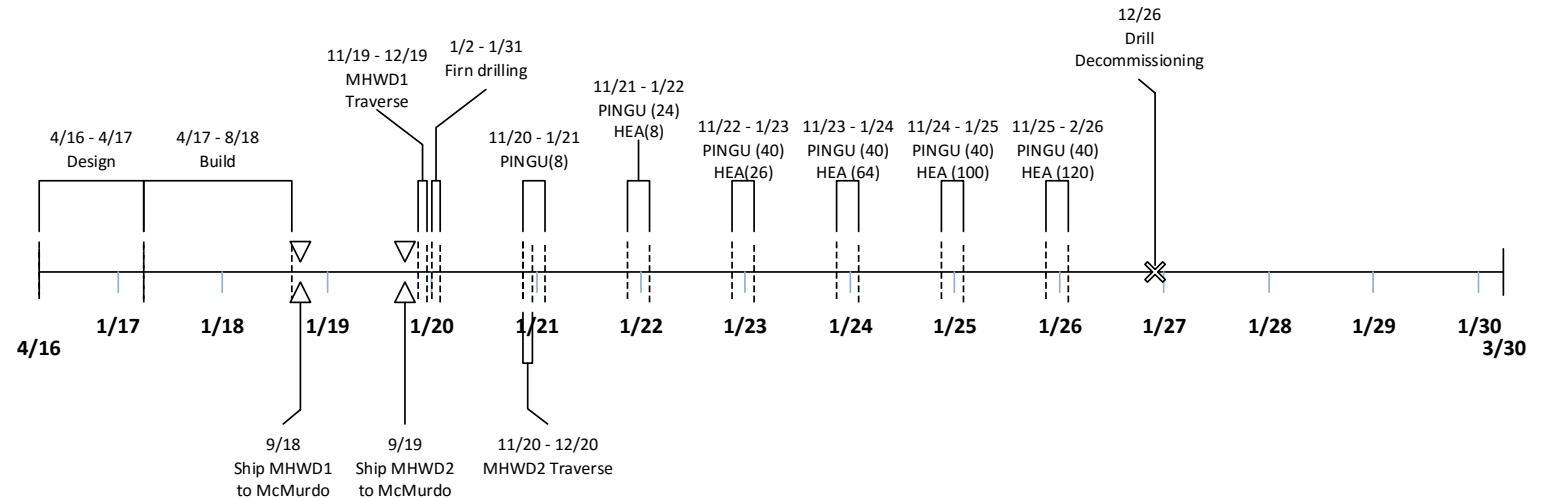 12/26
Drill
Decommissioning
11/19 - 12/19
MHWD1
Traverse
1/2 - 1/31
Firn drilling
11/21 - 1/22
PINGU (24)
HEA(8)
4/16 - 4/17
Design
4/17 - 8/18
Build
11/20 - 1/21
PINGU(8)
11/22 - 1/23
PINGU (40)
HEA(26)
11/23 - 1/24
PINGU (40)
HEA (64)
11/24 - 1/25
PINGU (40)
HEA (100)
11/25 - 2/26
PINGU (40)
HEA (120)
1/17
1/18
1/19
1/20
1/21
1/22
1/23
1/24
1/25
1/26
1/27
1/28
1/29
1/30
4/16
3/30
9/18
Ship MHWD1
to McMurdo
9/19
Ship MHWD2
to McMurdo
11/20 - 12/20
MHWD2 Traverse